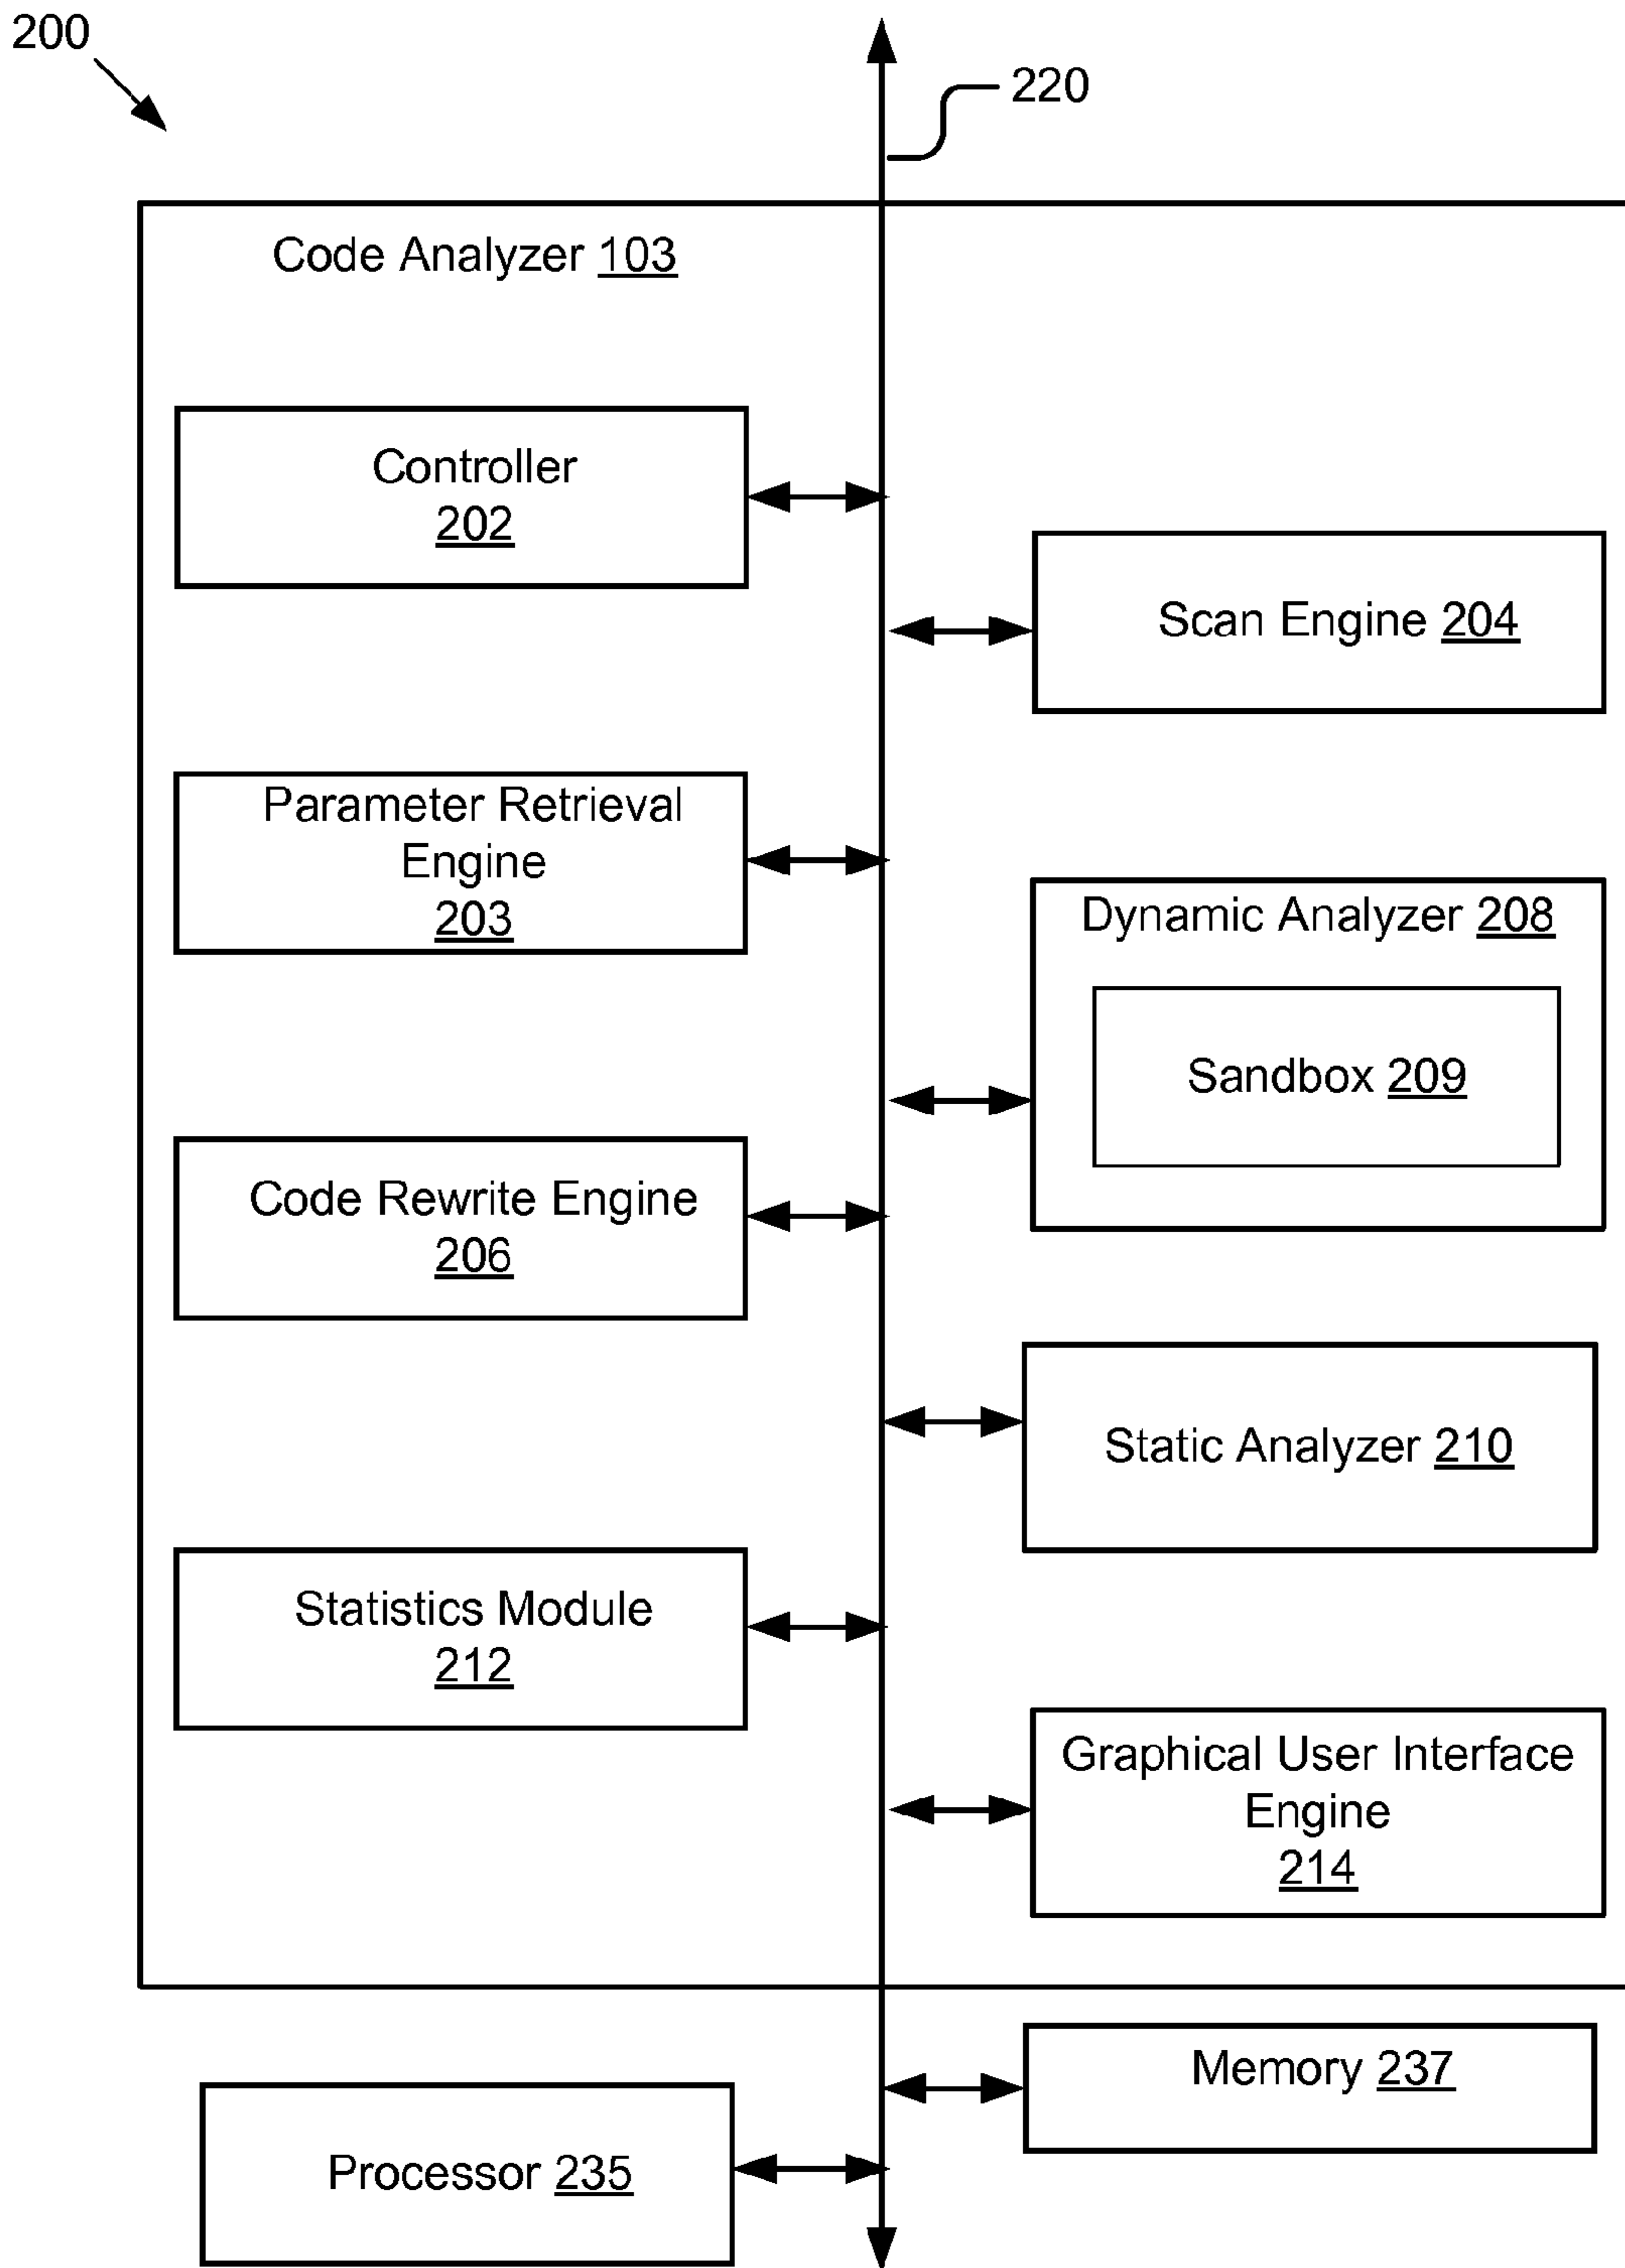 200
220
Code Analyzer 103
Controller
202
Scan Engine 204
Parameter Retrieval
Engine
203
Dynamic Analyzer 208
Sandbox 209
Code Rewrite Engine
206
Static Analyzer 210
Statistics Module
212
Graphical User Interface
Engine
214
Memory 237
Processor 235